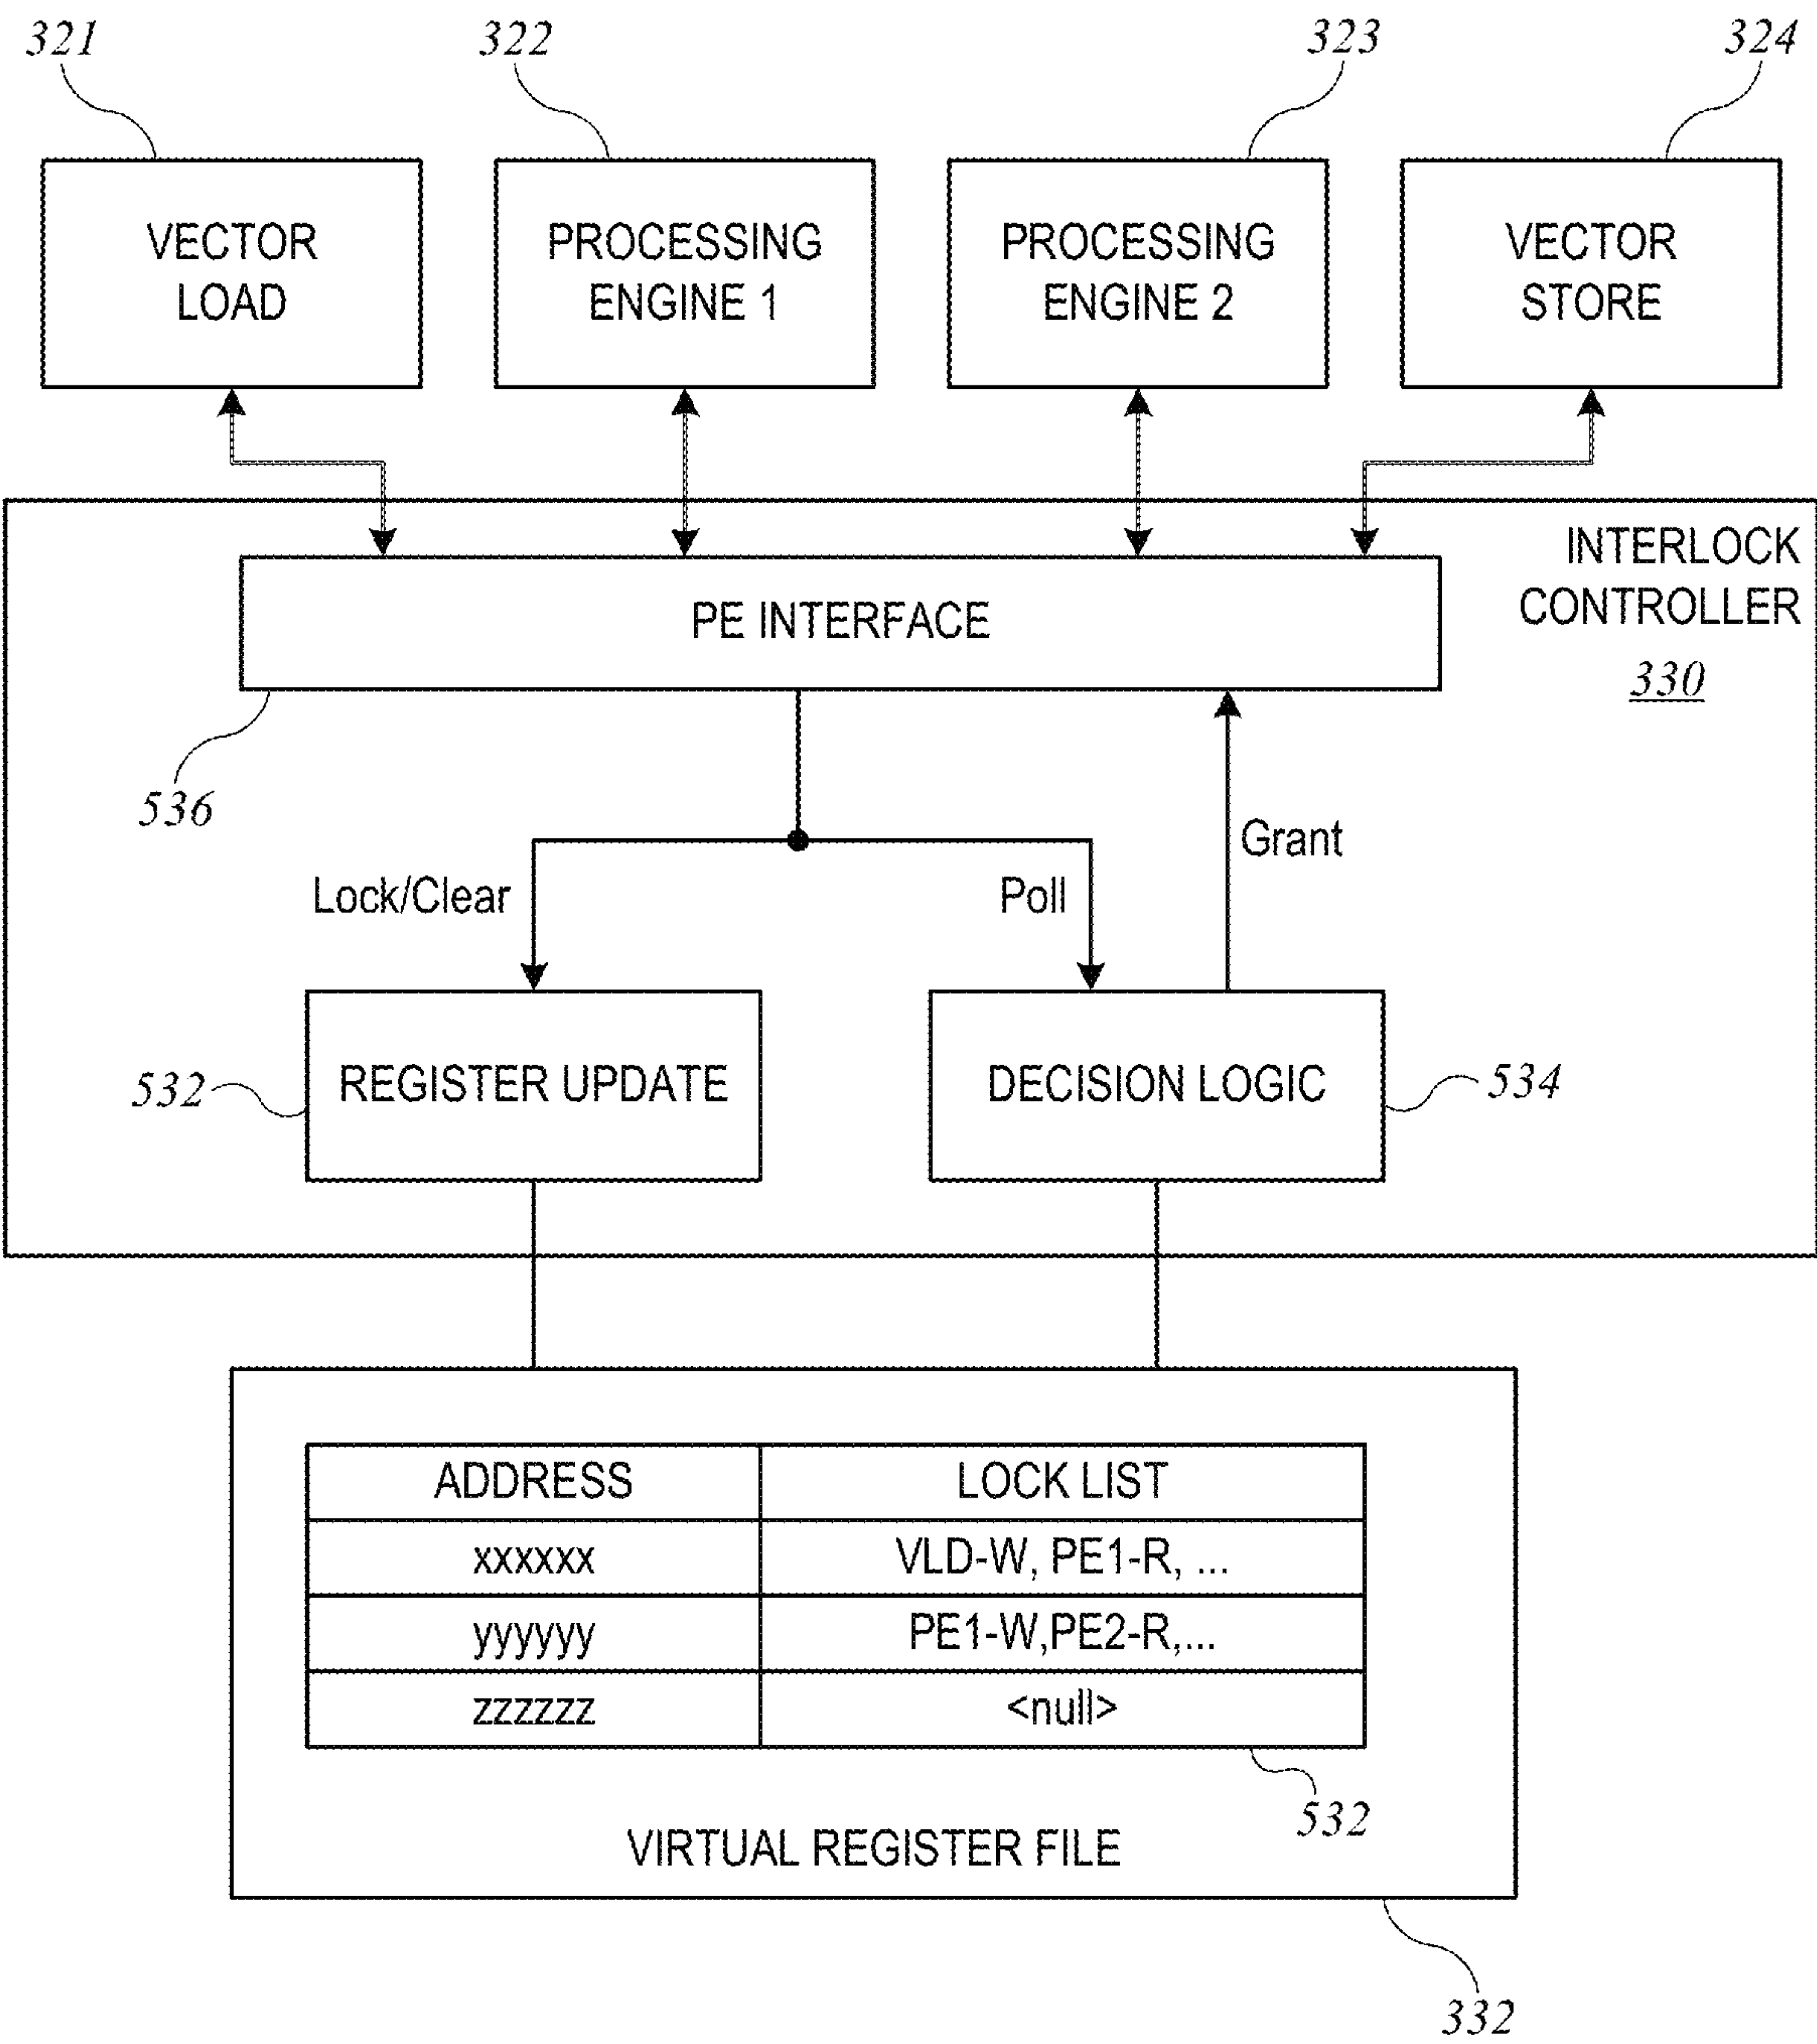 321
322
323
324
VECTOR
LOAD
PROCESSING
ENGINE 1
PROCESSING
ENGINE 2
VECTOR
STORE
INTERLOCK
CONTROLLER
330
PE INTERFACE
536
Grant
Lock/Clear
Poll
532
REGISTER UPDATE
DECISION LOGIC
534
ADDRESS
LOCK LIST
xxxxxx
VLD-W, PE1-R, ...
yyyyyy
PE1-W,PE2-R,...
zzzzzz
<null>
532
VIRTUAL REGISTER FILE
332